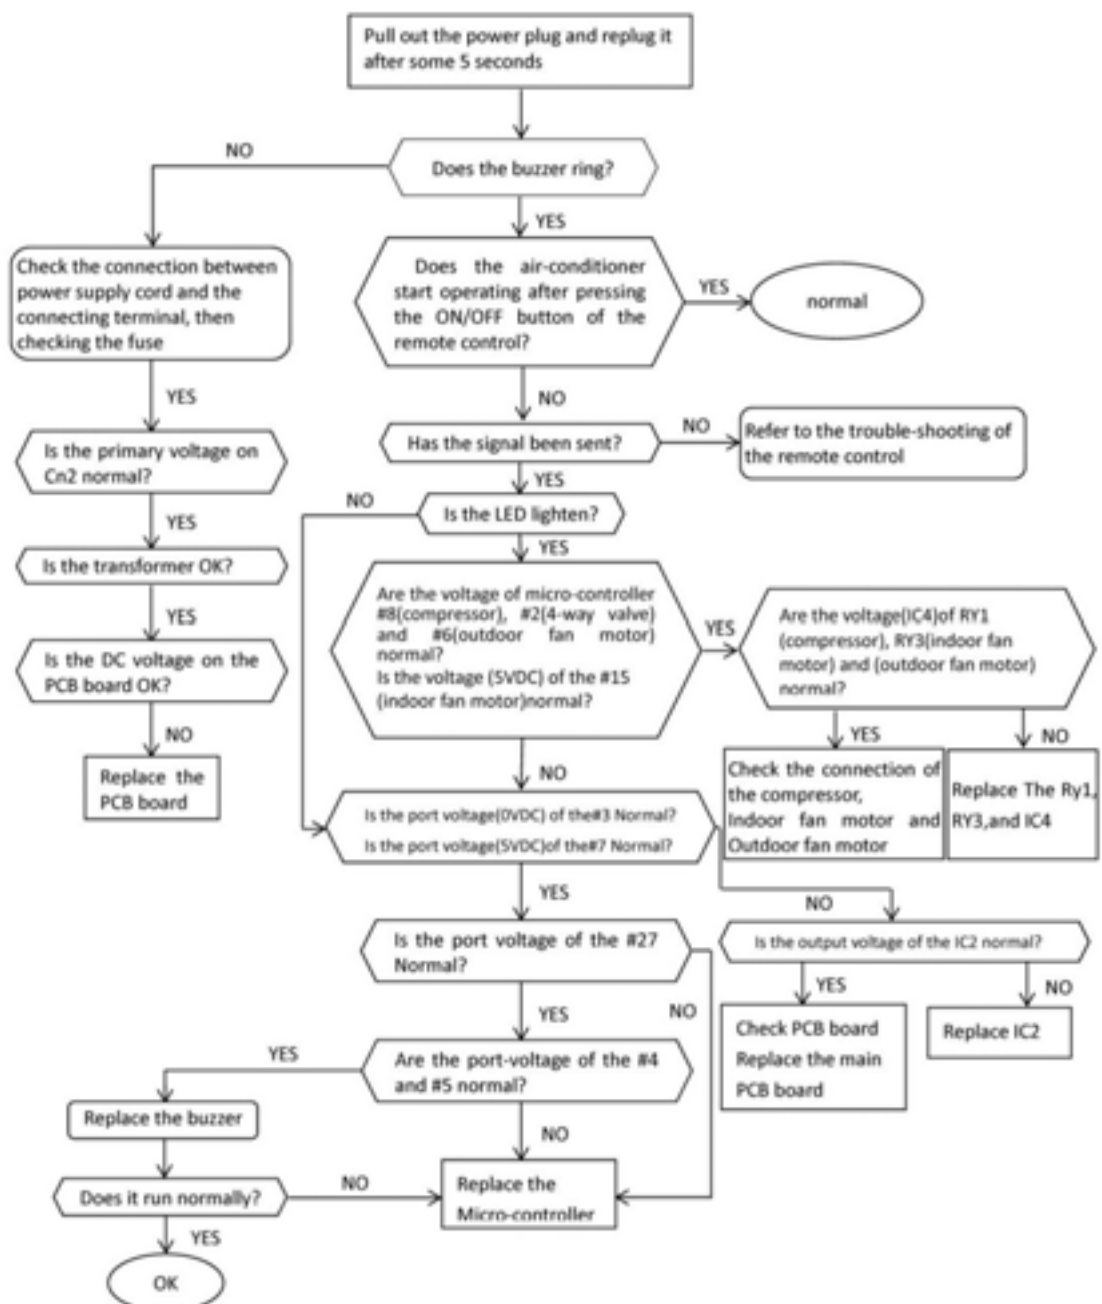 Pull out the power plug and replug it
after some 5 seconds
NO
Does the buzzer ring?
YES
Check the connection between
power supply cord and the
connecting terminal, then
checking the fuse
Does the air-conditioner
start operating after pressing
the ON/OFF button of the
remote control?
YES
normal
YES
NO
Is the primary voltage on
Cn2 normal?
Has the signal been sent?
NO
Refer to the trouble-shooting of
the remote control
YES
NO
Is the LED lighten?
YES
YES
Is the transformer OK?
Are the voltage of micro-controller
#8(compressor), #2(4-way valve)
and #6(outdoor fan motor)
normal?
Is the voltage (5VDC) of the #15
(indoor fan motor)normal?
YES
Are the voltage(IC4)of RY1
(compressor), RY3(indoor fan
motor) and (outdoor fan motor)
normal?
YES
Is the DC voltage on the
PCB board OK?
NO
Replace the
PCB board
NO
YES
NO
Check the connection of
the compressor,
Indoor fan motor and
Outdoor fan motor
Replace The Ry1,
RY3,and IC4
Is the port voltage(0VDC) of the#3 Normal?
Is the port voltage(5VDC)of the#7 Normal?
YES
NO
Is the port voltage of the #27
Normal?
Is the output voltage of the IC2 normal?
YES
NO
YES
NO
Check PCB board
Replace the main
PCB board
Replace IC2
YES
Are the port-voltage of the #4
and #5 normal?
Replace the buzzer
NO
Does it run normally?
NO
Replace the
Micro-controller
YES
OK